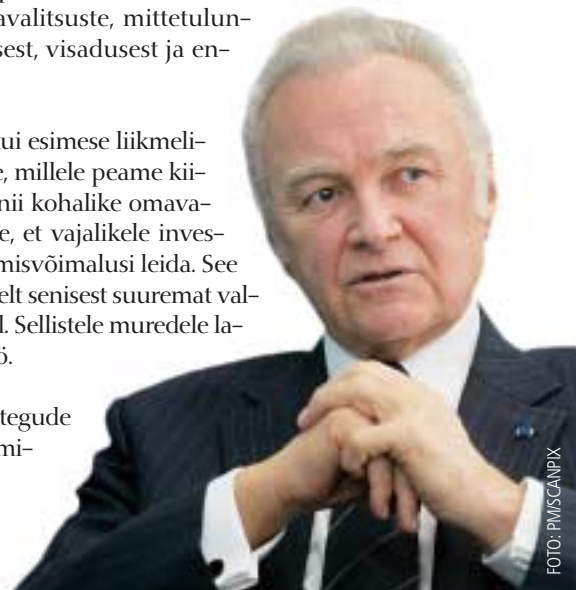 avalitsuste, mittetulun-
sest, visadusest ja en-
ui esimese liikmeli-
e, millele peame kii-
nii kohalike omava-
e, et vajalikele inves-
misvõimalusi leida. See
elt senisest suuremat val-
l. Sellistele muredele la-
ö.
tegude
mi-
FOTO: PM/SCANPIX